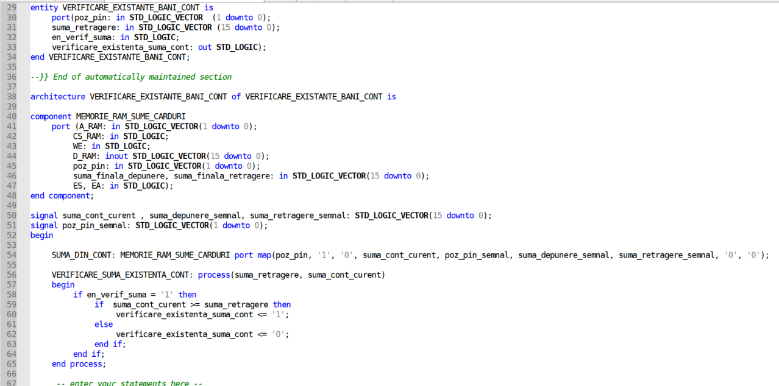 29 entity VERIFICARE_EXISTANTE_BANI_CONT is
30 port(poz_pin: in STD_LOGIC_VECTOR (1 downto 0);
31 suma_retragere: in STD_LOGIC_VECTOR (15 downto 0);
32 en_verif_suma: in STD_LOGIC;
33 verificare_existenta_suma_cont: out STD_LOGIC);
34 end VERIFICARE_EXISTANTE_BANI_CONT;
35
36 --}} End of automatically maintained section
37
38 architecture VERIFICARE_EXISTANTE_BANI_CONT of VERIFICARE_EXISTANTE_BANI_CONT is
39
40 component MEMORIE_RAM_SUME_CARDURI
41 port (A_RAM: in STD_LOGIC_VECTOR(1 downto 0);
42 CS_RAM: in STD_LOGIC;
43 WE: in STD_LOGIC;
44 D_RAM: inout STD_LOGIC_VECTOR(15 downto 0);
45 poz_pin: in STD_LOGIC_VECTOR(1 downto 0);
46 suma_finala_depunere, suma_finala_retragere: in STD_LOGIC_VECTOR(15 downto 0);
47 ES, EA: in STD_LOGIC);
48 end component;
49
50 signal suma_cont_curent , suma_depunere_semnal, suma_retragere_semnal: STD_LOGIC_VECTOR(15 downto 0);
51 signal poz_pin_semnal: STD_LOGIC_VECTOR(1 downto 0);
52 begin
53
54 SUMA_DIN_CONT: MEMORIE_RAM_SUME_CARDURI port map(poz_pin, '1', '0', suma_cont_curent, poz_pin_semnal, suma_depunere_semnal, suma_retragere_semnal, '0', '0');
55
56 VERIFICARE_SUMA_EXISTENTA_CONT: process(suma_retragere, suma_cont_curent)
57 begin
58 if en_verif_suma = '1' then
59 if suma_cont_curent >= suma_retragere then
60 verificare_existenta_suma_cont <= '1';
61 else
62 verificare_existenta_suma_cont <= '0';
63 end if;
64 end if;
65 end process;
66
67 -- enter your statements here --